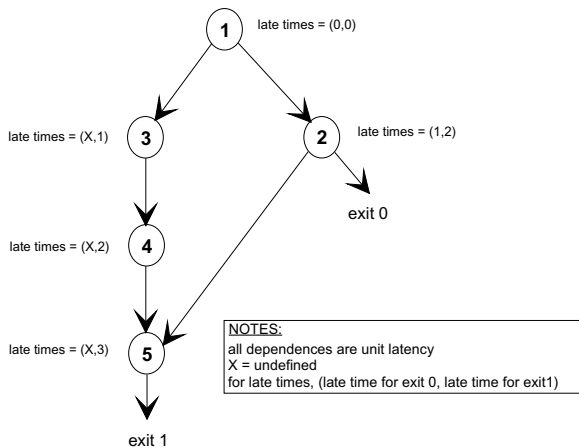 1 late times = (0,0)
late times = (X,1) 3 2 late times = (1,2)
exit 0
late times = (X,2) 4
late times = (X,3) 5
exit 1
NOTES:
all dependences are unit latency
X = undefined
for late times, (late time for exit 0, late time for exit1)